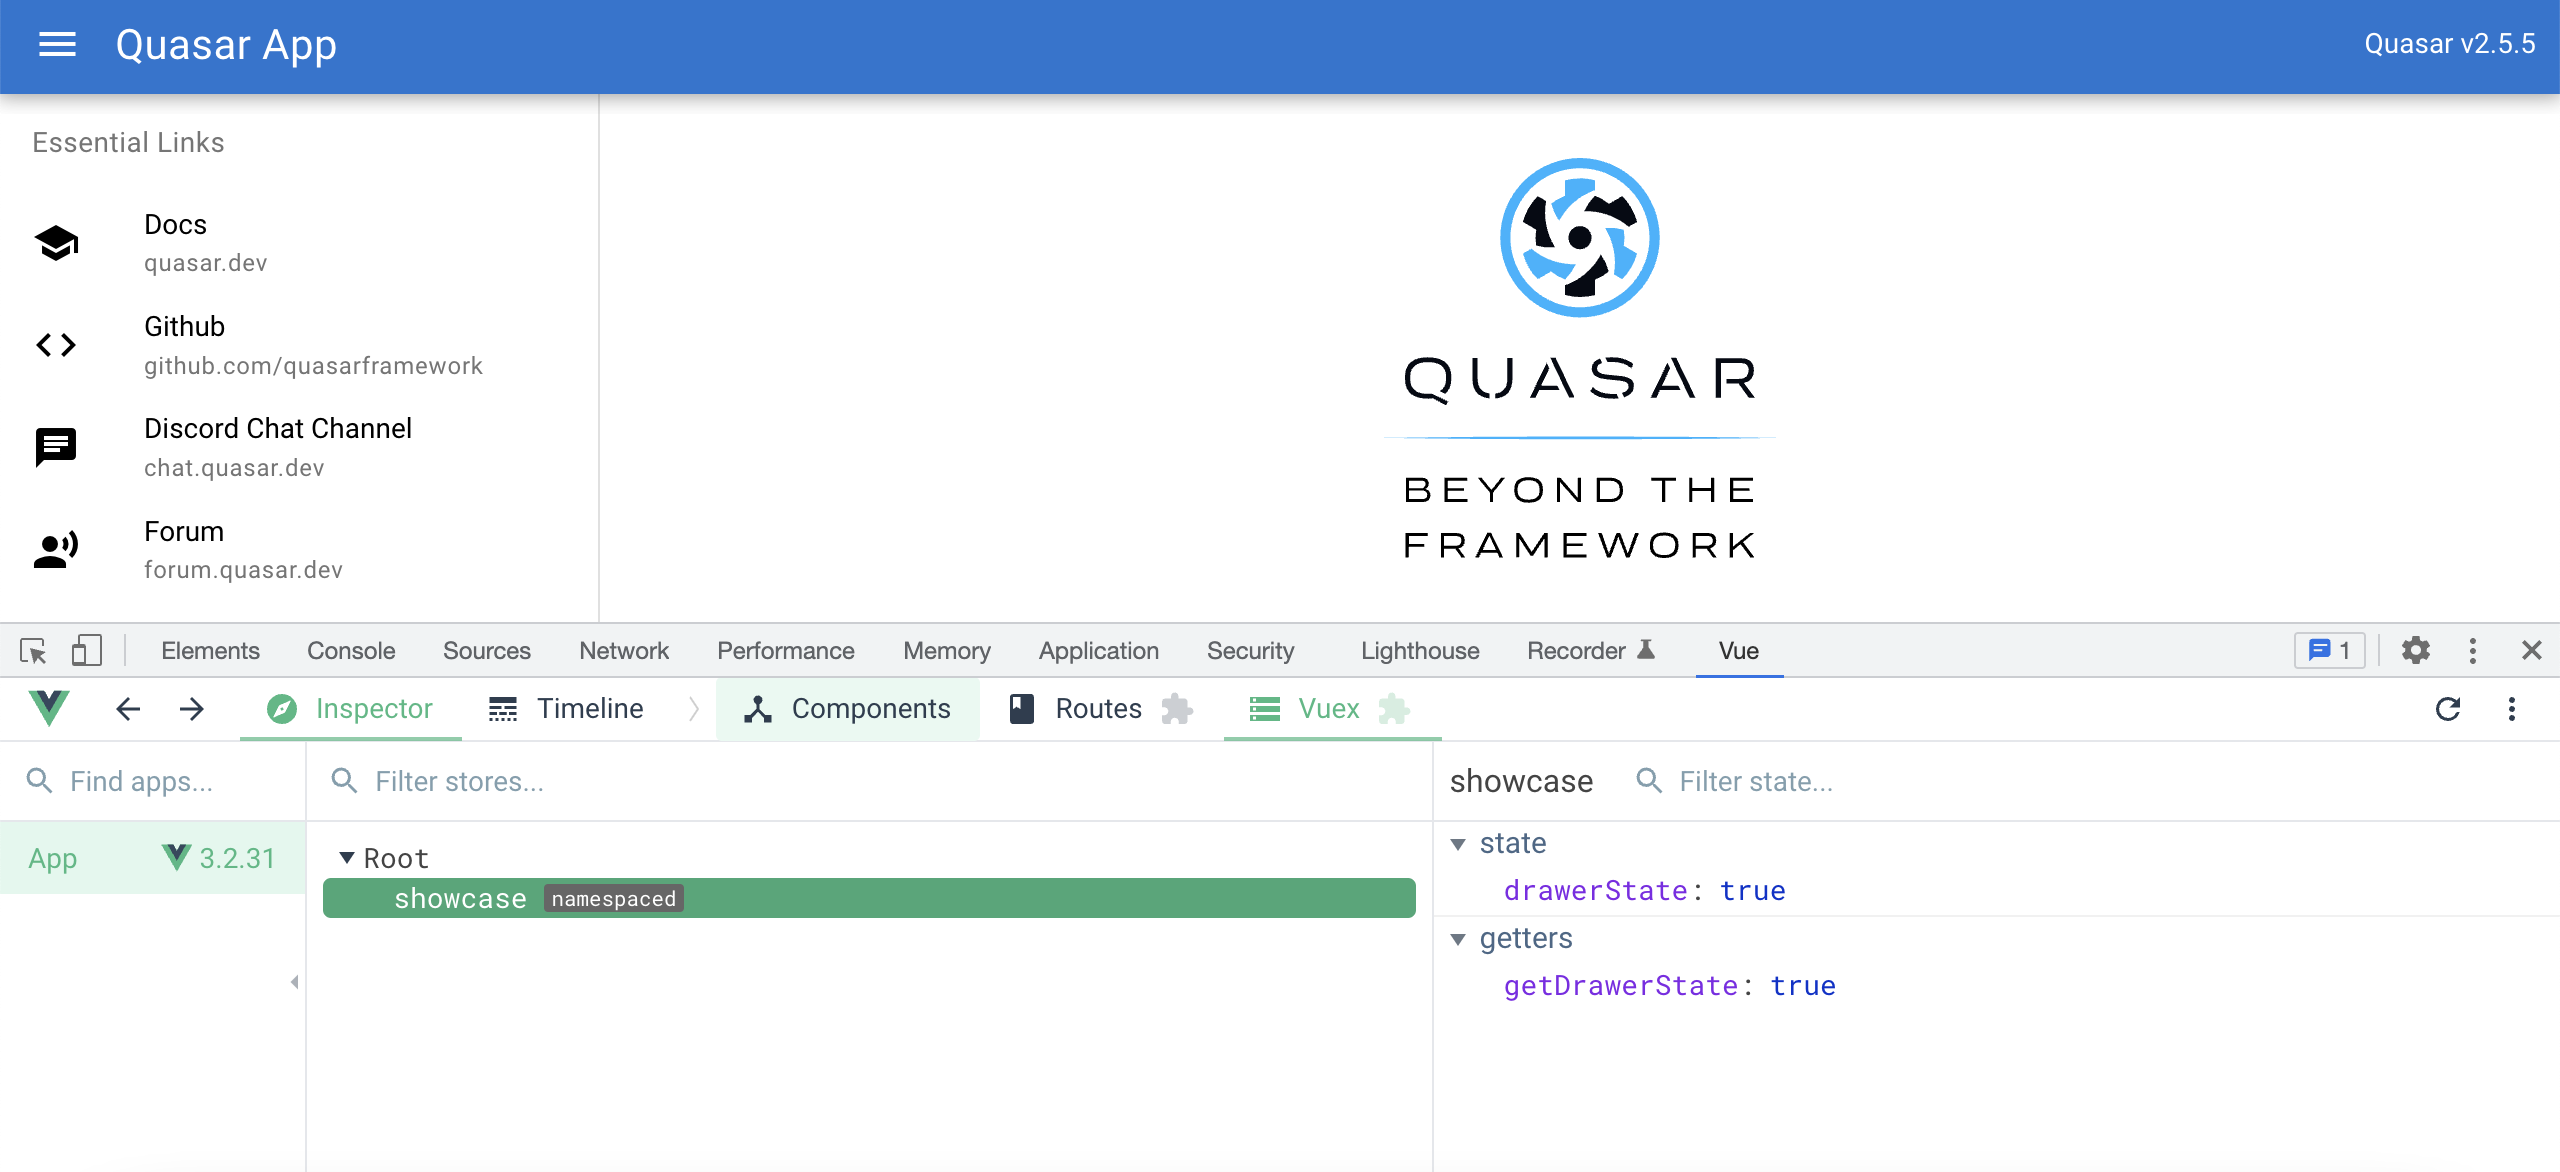 Quasar App
Quasar v2.5.5
Essential Links
Docs
quasar.dev
Github
github.com/quasarframework
Discord Chat Channel
chat.quasar.dev
Forum
forum.quasar.dev
QUASAR
BEYOND THE
FRAMEWORK
Elements Console Sources Network Performance Memory Application Security Lighthouse Recorder Vue 1
Inspector Timeline Components Routes Vuex
Find apps... Filter stores... showcase Filter state...
App 3.2.31
Root
showcase namespaced
state
drawerState: true
getters
getDrawerState: true